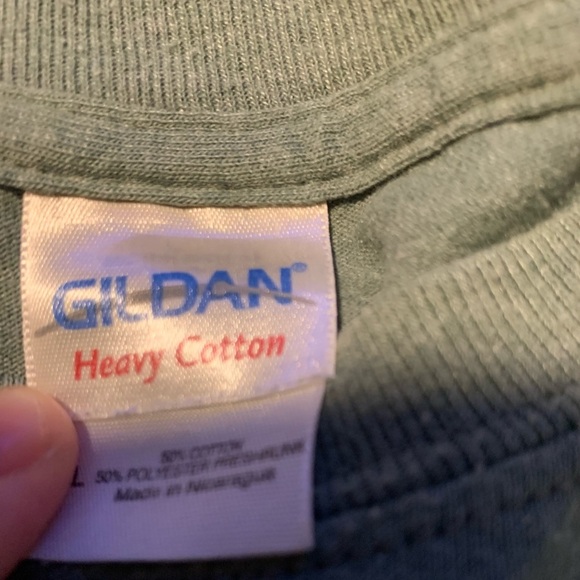 GILDAN®
Heavy Cotton
50% COTTON
L 50% POLYESTER PRESHRUNK
Made in Nicaragua